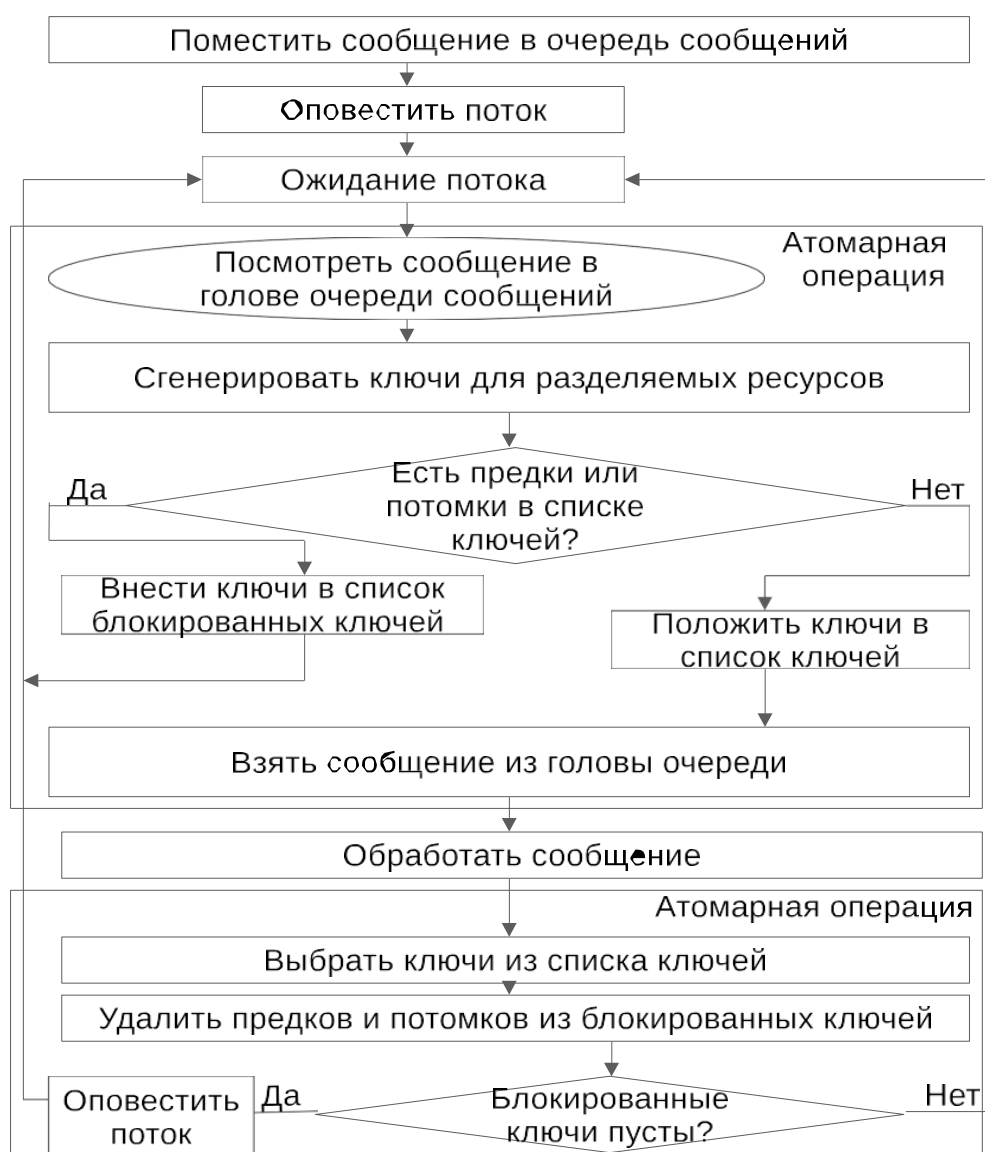 Поместить сообщение в очередь сообщений
Оповестить поток
Ожидание потока
Атомарная
операция
Посмотреть сообщение в
голове очереди сообщений
Сгенерировать ключи для разделяемых ресурсов
Есть предки или
потомки в списке
ключей?
Да
Нет
Внести ключи в список
блокированных ключей
Положить ключи в
список ключей
Взять сообщение из головы очереди
Обработать сообщение
Атомарная операция
Выбрать ключи из списка ключей
Удалить предков и потомков из блокированных ключей
Блокированные
ключи пусты?
Да
Нет
Оповестить
поток